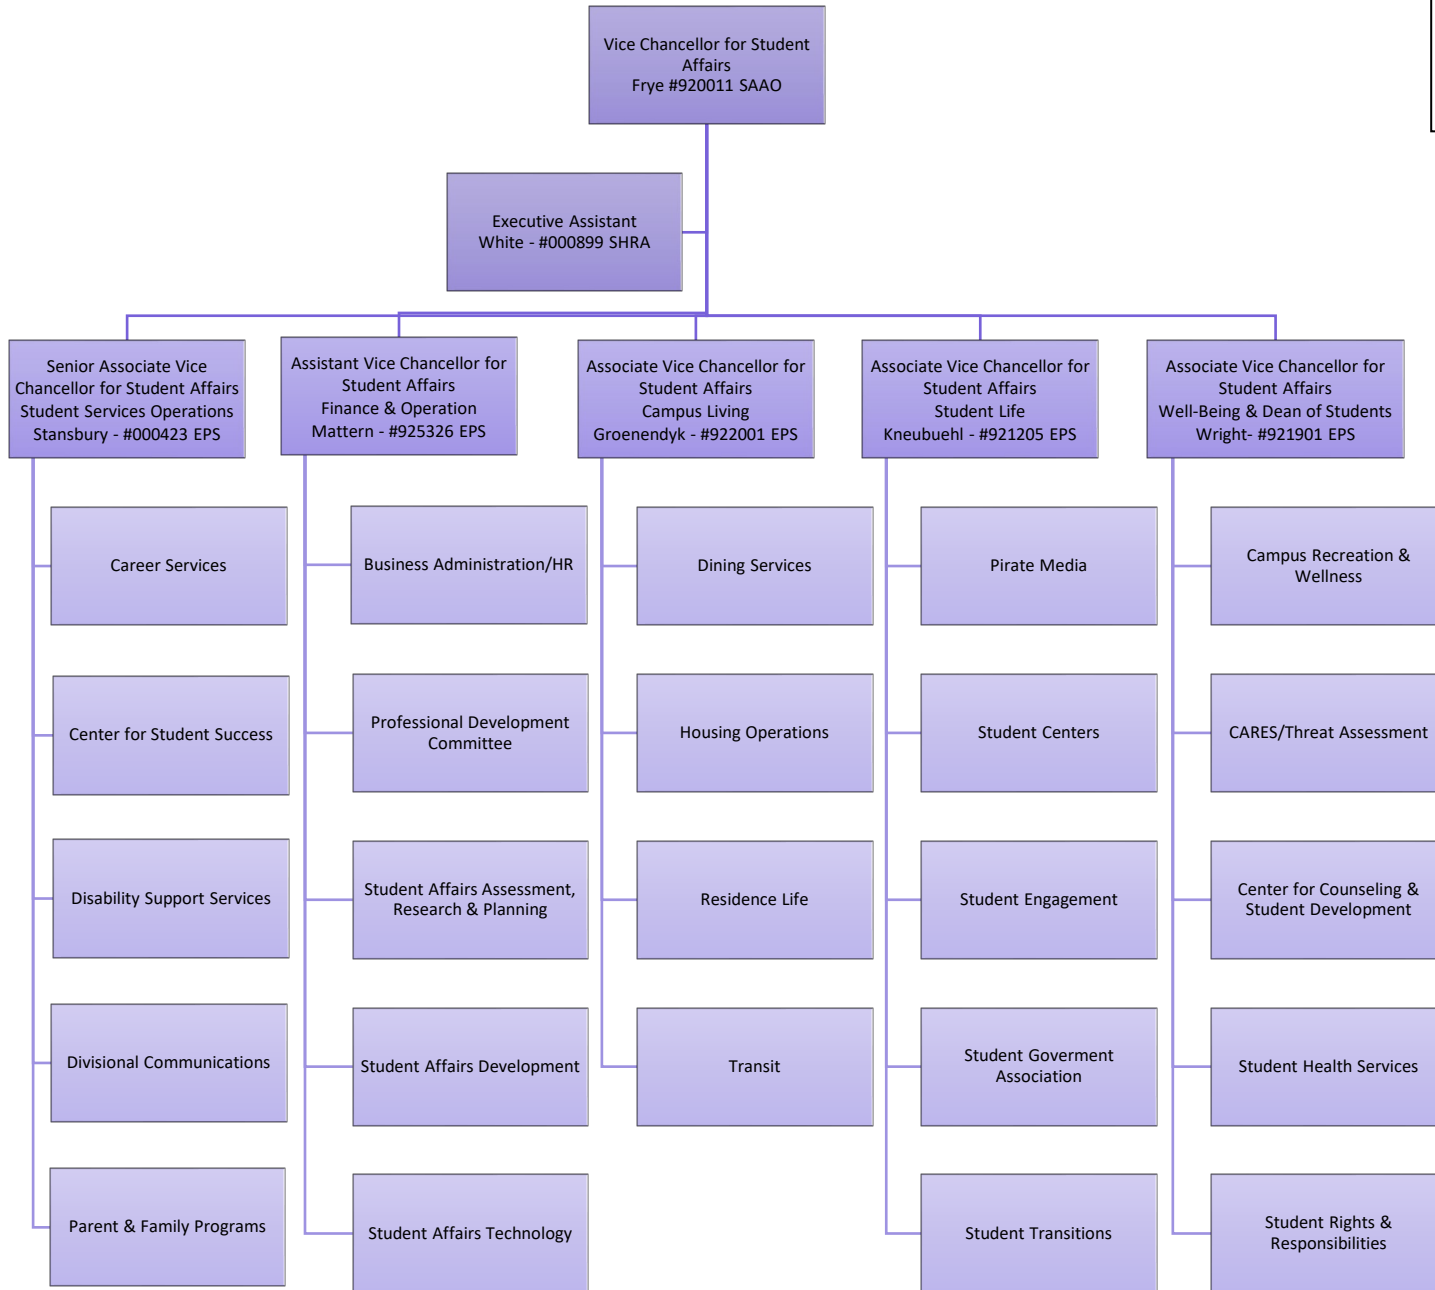 Vice Chancellor for Student
Affairs
Frye #920011 SAAO
Executive Assistant
White - #000899 SHRA
Senior Associate Vice
Chancellor for Student Affairs
Student Services Operations
Stansbury - #000423 EPS
Assistant Vice Chancellor for
Student Affairs
Finance & Operation
Mattern - #925326 EPS
Associate Vice Chancellor for
Student Affairs
Campus Living
Groenendyk - #922001 EPS
Associate Vice Chancellor for
Student Affairs
Student Life
Kneubuehl - #921205 EPS
Associate Vice Chancellor for
Student Affairs
Well-Being & Dean of Students
Wright- #921901 EPS
Career Services
Center for Student Success
Disability Support Services
Divisional Communications
Parent & Family Programs
Business Administration/HR
Professional Development
Committee
Student Affairs Assessment,
Research & Planning
Student Affairs Development
Student Affairs Technology
Dining Services
Housing Operations
Residence Life
Transit
Pirate Media
Student Centers
Student Engagement
Student Goverment
Association
Student Transitions
Campus Recreation &
Wellness
CARES/Threat Assessment
Center for Counseling &
Student Development
Student Health Services
Student Rights &
Responsibilities